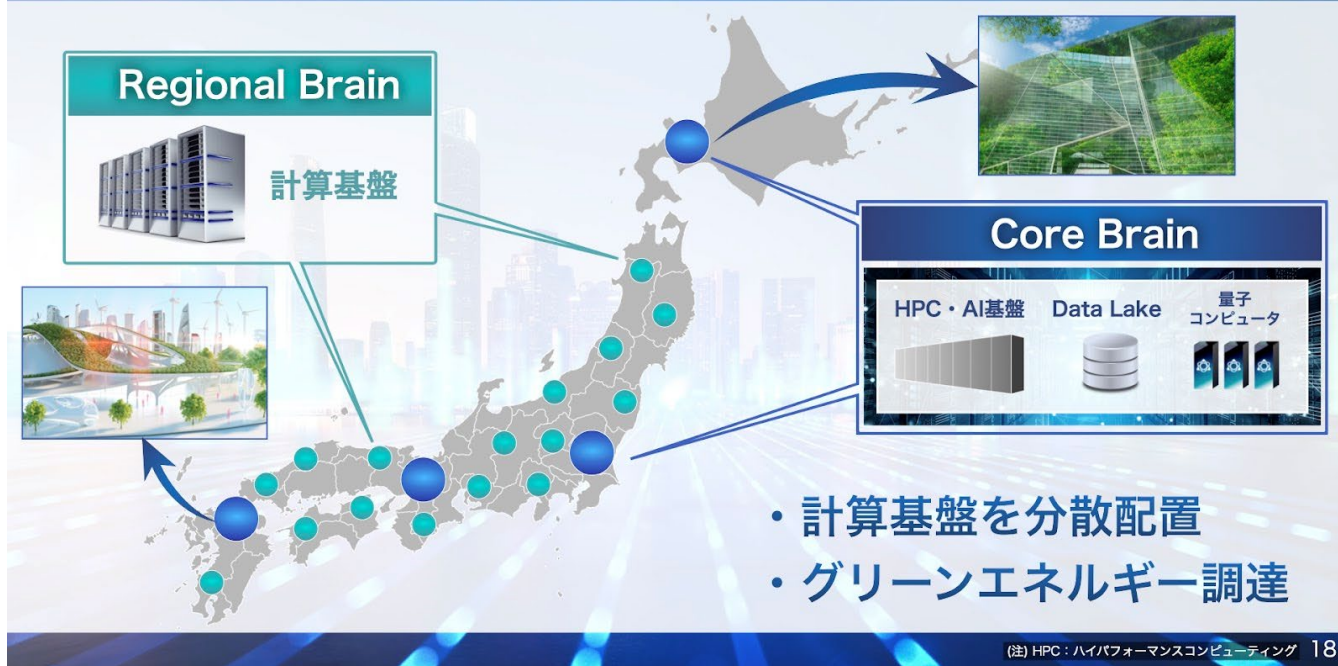 Regional Brain
計算基盤
Core Brain
HPC・AI基盤
Data Lake
量子
コンピュータ
・計算基盤を分散配置
・グリーンエネルギー調達
(注) HPC：ハイパフォーマンスコンピューティング
18